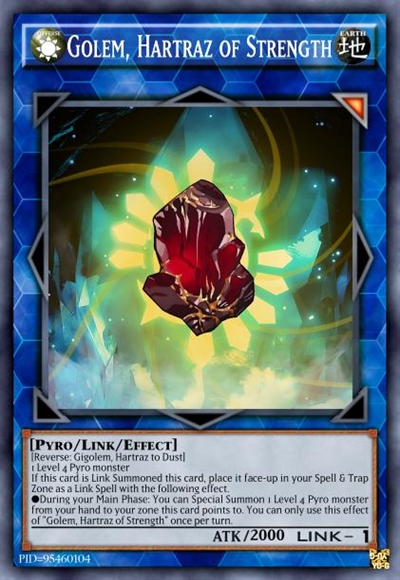 REVERSE
GOLEM, HARTRAZ OF STRENGTH
EARTH
地
[PYRO/LINK/EFFECT]
[Reverse: Gigolem, Hartraz to Dust]
1 Level 4 Pyro monster
If this card is Link Summoned this card, place it face-up in your Spell & Trap
Zone as a Link Spell with the following effect.
●During your Main Phase: You can Special Summon 1 Level 4 Pyro monster
from your hand to zone this card points to. You can only use this effect
of "Golem, Hartraz of Strength" once per turn.
ATK/2000 LINK-1
PID=95460104